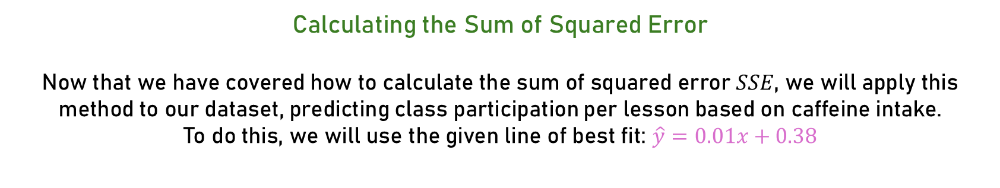 Calculating the Sum of Squared Error
Now that we have covered how to calculate the sum of squared error SSE, we will apply this
method to our dataset, predicting class participation per lesson based on caffeine intake.
To do this, we will use the given line of best fit: ŷ = 0.01x + 0.38